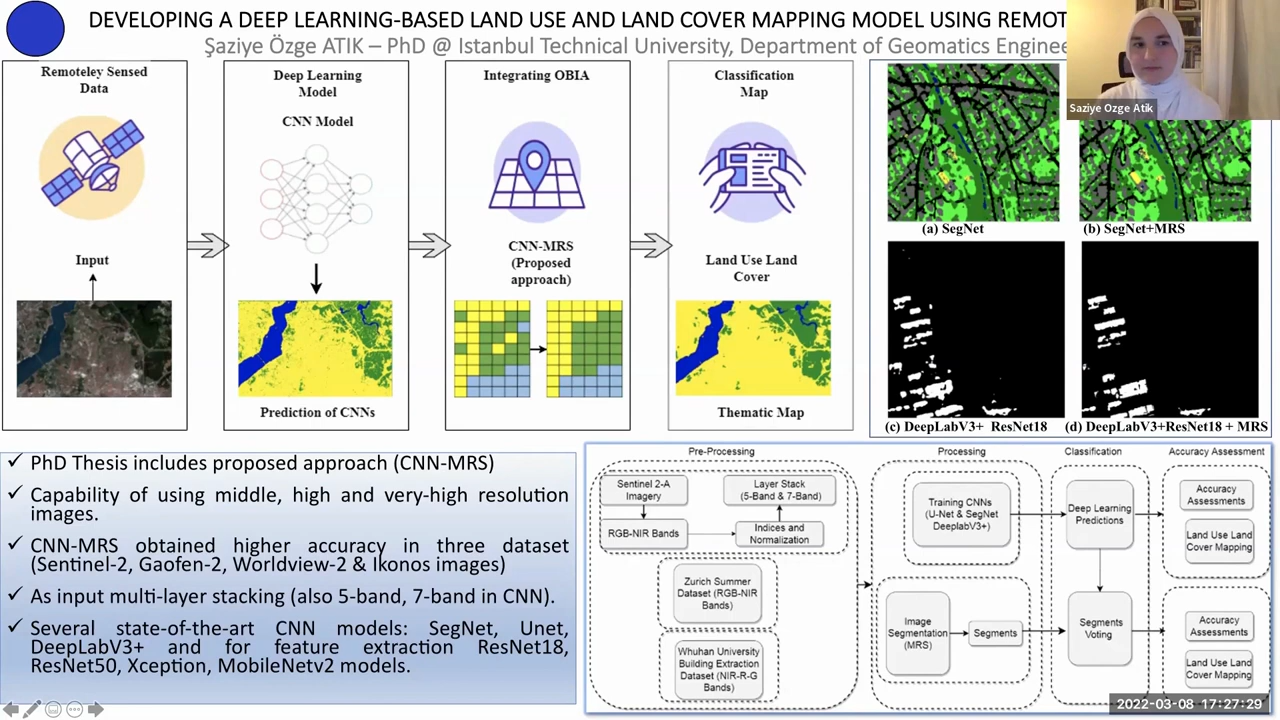 DEVELOPING A DEEP LEARNING-BASED LAND USE AND LAND COVER MAPPING MODEL USING REMOT
Şaziye Özge ATIK – PhD @ Istanbul Technical University, Department of Geomatics Enginee
Saziye Ozge Atik
Remoteley Sensed
Data
Input
Deep Learning
Model
CNN Model
Prediction of CNNs
Integrating OBIA
CNN-MRS
(Proposed
approach)
Classification
Map
Land Use Land
Cover
Thematic Map
(a) SegNet
(b) SegNet+MRS
(c) DeepLabV3+ ResNet18
(d) DeepLabV3+ResNet18 + MRS
✓ PhD Thesis includes proposed approach (CNN-MRS)
✓ Capability of using middle, high and very-high resolution
images.
✓ CNN-MRS obtained higher accuracy in three dataset
(Sentinel-2, Gaofen-2, Worldview-2 & Ikonos images)
✓ As input multi-layer stacking (also 5-band, 7-band in CNN).
✓ Several state-of-the-art CNN models: SegNet, Unet,
DeepLabV3+ and for feature extraction ResNet18,
ResNet50, Xception, MobileNetv2 models.
Pre-Processing
Sentinel 2-A
Imagery
Layer Stack
(5-Band & 7-Band)
RGB-NIR Bands
Indices and
Normalization
Zurich Summer
Dataset (RGB-NIR
Bands)
Whuhan University
Building Extraction
Dataset (NIR-R-G
Bands)
Processing
Training CNNs
(U-Net & SegNet
DeeplabV3+)
Image
Segmentation
(MRS)
Segments
Classification
Deep Learning
Predictions
Segments
Voting
Accuracy Assessment
Accuracy
Assessments
Land Use Land
Cover Mapping
Accuracy
Assessments
Land Use Land
Cover Mapping
2022-03-08 17:27:29